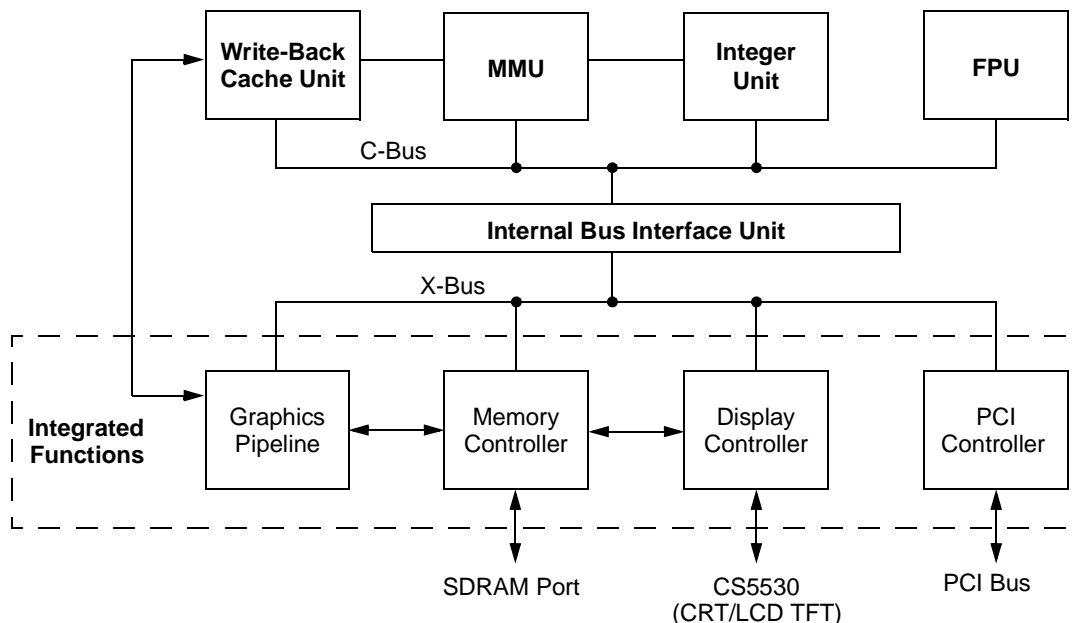 Write-Back
Cache Unit
MMU
Integer
Unit
FPU
C-Bus
Internal Bus Interface Unit
X-Bus
Integrated
Functions
Graphics
Pipeline
Memory
Controller
Display
Controller
PCI
Controller
SDRAM Port
CS5530
(CRT/LCD TFT)
PCI Bus